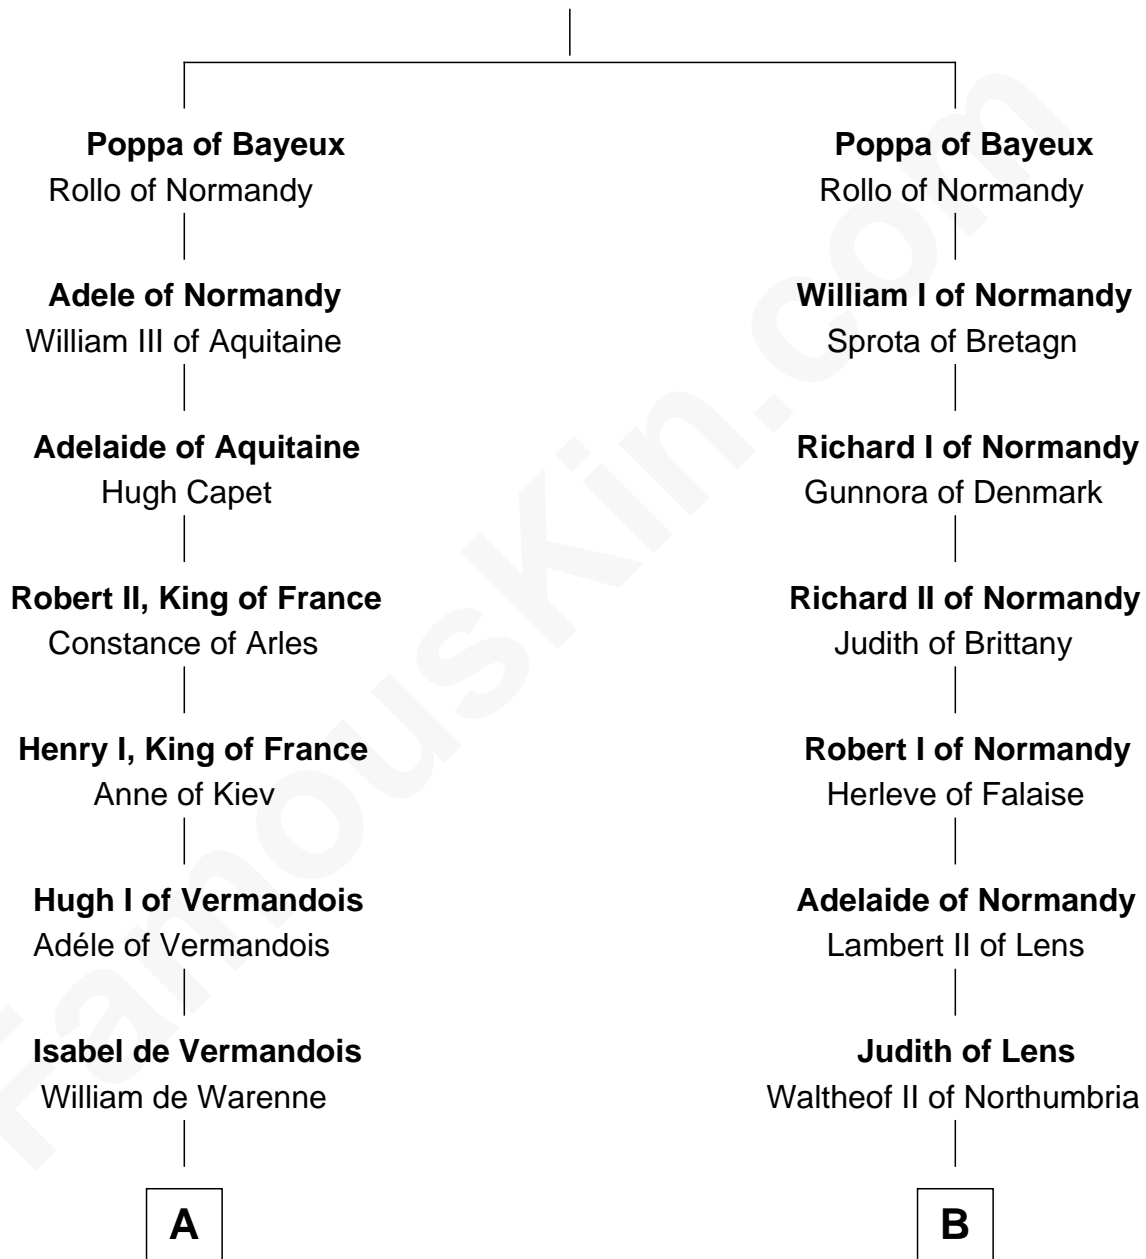 Poppa of Bayeux
Rollo of Normandy
Adele of Normandy
William III of Aquitaine
Adelaide of Aquitaine
Hugh Capet
Robert II, King of France
Constance of Arles
Henry I, King of France
Anne of Kiev
Hugh I of Vermandois
Adéle of Vermandois
Isabel de Vermandois
William de Warenne
A
Poppa of Bayeux
Rollo of Normandy
William I of Normandy
Sprota of Bretagn
Richard I of Normandy
Gunnora of Denmark
Richard II of Normandy
Judith of Brittany
Robert I of Normandy
Herleve of Falaise
Adelaide of Normandy
Lambert II of Lens
Judith of Lens
Waltheof II of Northumbria
B
FamousKin.com